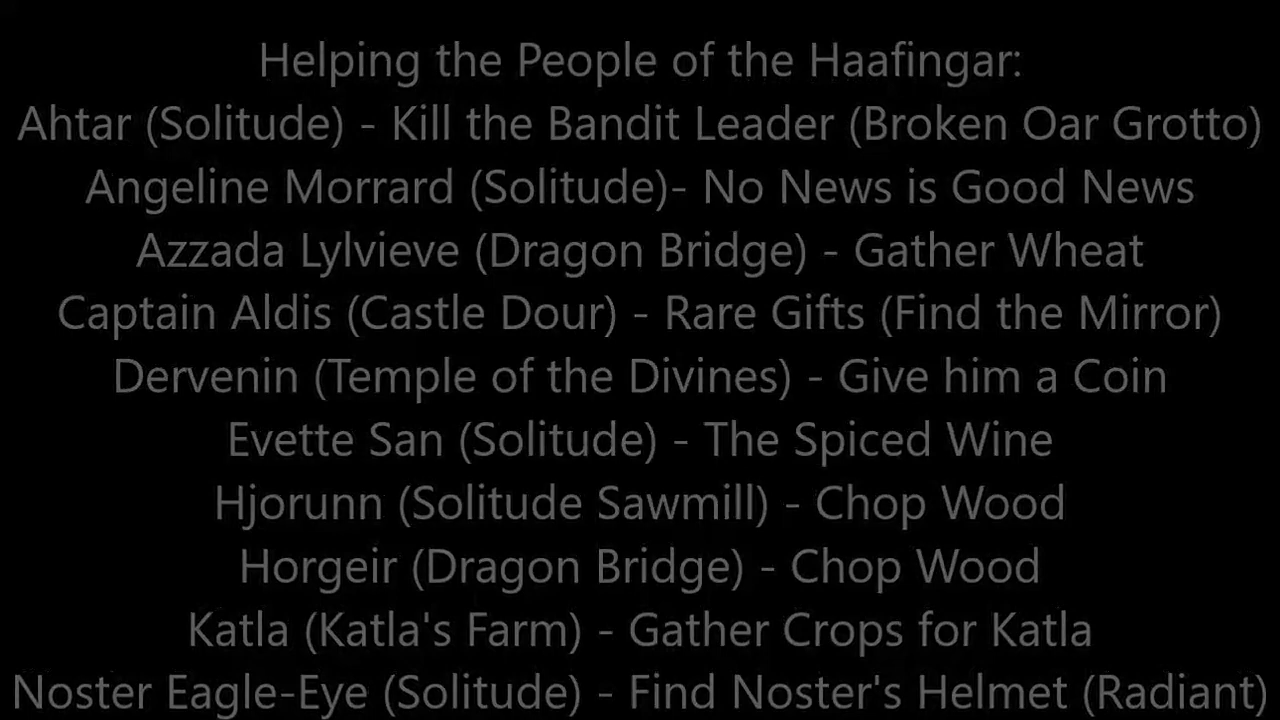 Helping the People of the Haafingar:
Ahtar (Solitude) - Kill the Bandit Leader (Broken Oar Grotto)
Angeline Morrard (Solitude)- No News is Good News
Azzada Lylvieve (Dragon Bridge) - Gather Wheat
Captain Aldis (Castle Dour) - Rare Gifts (Find the Mirror)
Dervenin (Temple of the Divines) - Give him a Coin
Evette San (Solitude) - The Spiced Wine
Hjorunn (Solitude Sawmill) - Chop Wood
Horgeir (Dragon Bridge) - Chop Wood
Katla (Katla's Farm) - Gather Crops for Katla
Noster Eagle-Eye (Solitude) - Find Noster's Helmet (Radiant)